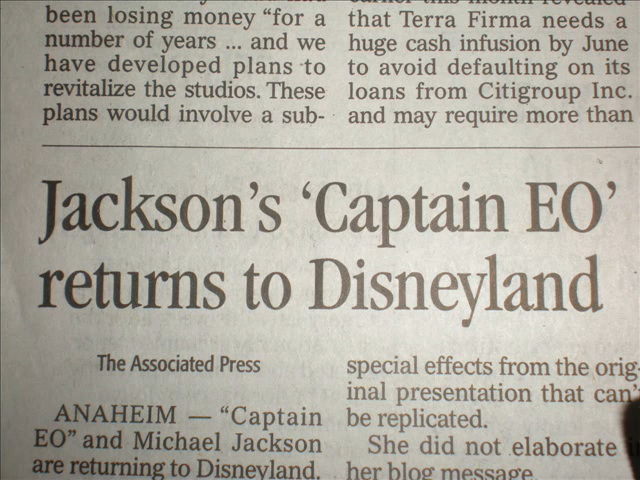 been losing money “for a
number of years ... and we
have developed plans to
revitalize the studios. These
plans would involve a sub-
that Terra Firma needs a
huge cash infusion by June
to avoid defaulting on its
loans from Citigroup Inc.
and may require more than
Jackson’s ‘Captain EO’
returns to Disneyland
The Associated Press
ANAHEIM — “Captain
EO” and Michael Jackson
are returning to Disneyland.
special effects from the orig-
inal presentation that can’t
be replicated.
She did not elaborate in
her blog message.